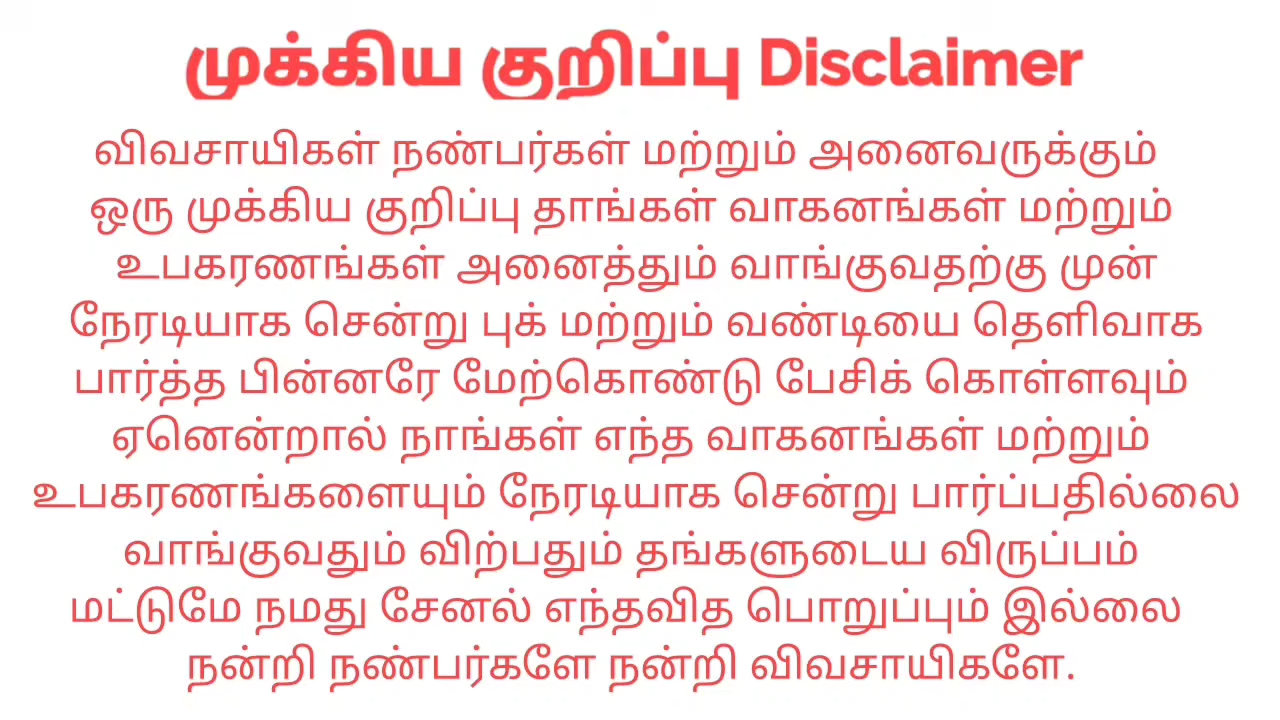 முக்கிய குறிப்பு Disclaimer
விவசாயிகள் நண்பர்கள் மற்றும் அனைவருக்கும்
ஒரு முக்கிய குறிப்பு தாங்கள் வாகனங்கள் மற்றும்
உபகரணங்கள் அனைத்தும் வாங்குவதற்கு முன்
நேரடியாக சென்று புக் மற்றும் வண்டியை தெளிவாக
பார்த்த பின்னரே மேற்கொண்டு பேசிக் கொள்ளவும்
ஏனென்றால் நாங்கள் எந்த வாகனங்கள் மற்றும்
உபகரணங்களையும் நேரடியாக சென்று பார்ப்பதில்லை
வாங்குவதும் விற்பதும் தங்களுடைய விருப்பம்
மட்டுமே நமது சேனல் எந்தவித பொறுப்பும் இல்லை
நன்றி நண்பர்களே நன்றி விவசாயிகளே.